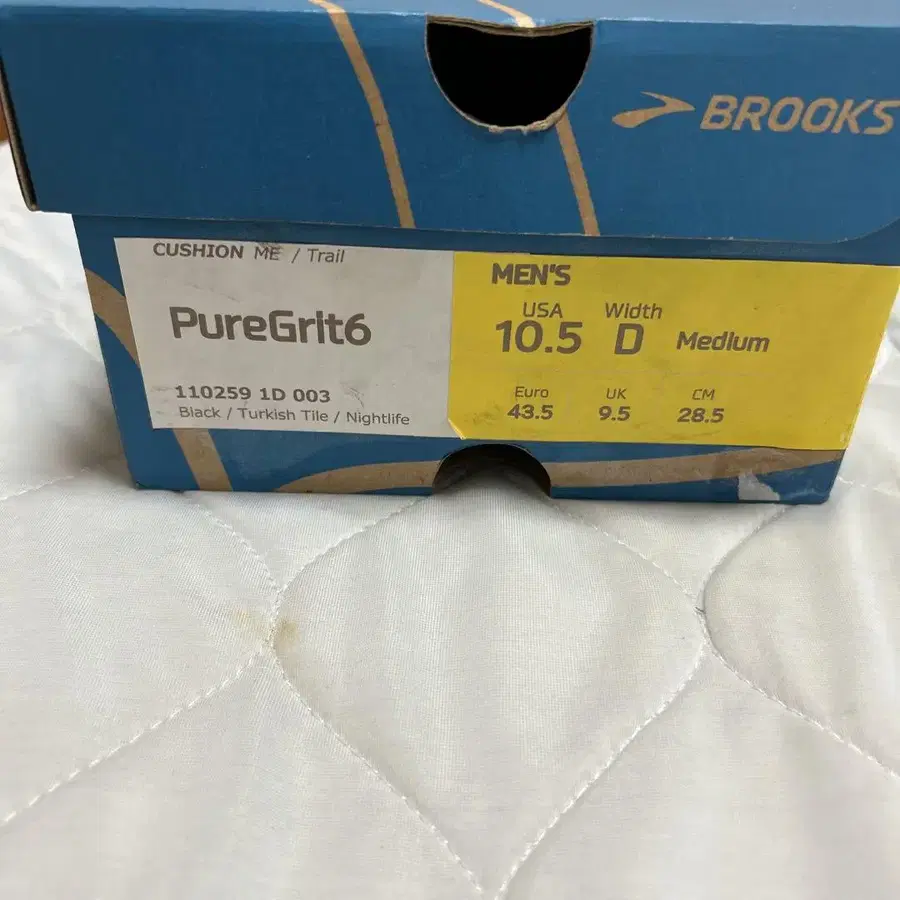 BROOKS
CUSHION ME / Trail
PureGrit6
110259 1D 003
Black / Turkish Tile / Nightlife
MEN'S
USA Width
10.5 D Medium
Euro UK CM
43.5 9.5 28.5